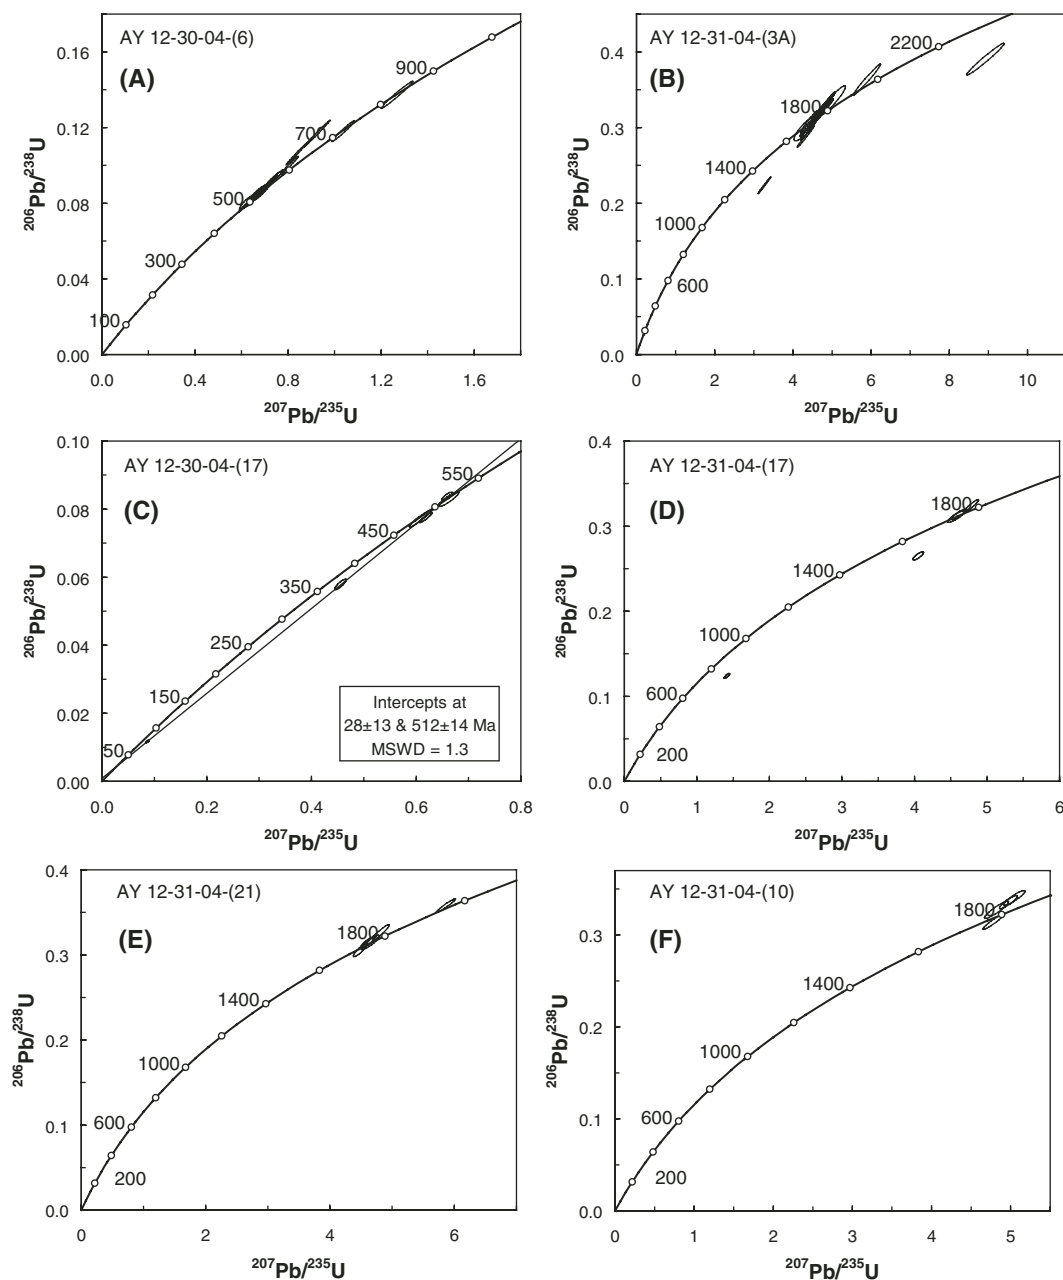 AY 12-30-04-(6)
(A)
0.16
0.12
0.08
0.04
0.00
900
700
500
300
100
0.0 0.4 0.8 1.2 1.6
206Pb/238U
207Pb/235U
AY 12-31-04-(3A)
(B)
0.4
0.3
0.2
0.1
0.0
2200
1800
1400
1000
600
0 2 4 6 8 10
206Pb/238U
207Pb/235U
AY 12-30-04-(17)
(C)
0.10
0.08
0.06
0.04
0.02
0.00
550
450
350
250
150
50
Intercepts at
28±13 & 512±14 Ma
MSWD = 1.3
0.0 0.2 0.4 0.6 0.8
206Pb/238U
207Pb/235U
AY 12-31-04-(17)
(D)
0.4
0.3
0.2
0.1
0.0
1800
1400
1000
600
200
0 1 2 3 4 5 6
206Pb/238U
207Pb/235U
AY 12-31-04-(21)
(E)
0.4
0.3
0.2
0.1
0.0
1800
1400
1000
600
200
0 2 4 6
206Pb/238U
207Pb/235U
AY 12-31-04-(10)
(F)
0.3
0.2
0.1
0.0
1800
1400
1000
600
200
0 1 2 3 4 5
206Pb/238U
207Pb/235U